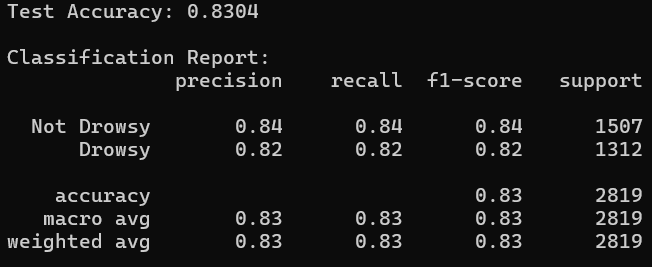 Test Accuracy: 0.8304
Classification Report:
precision recall f1-score support
Not Drowsy 0.84 0.84 0.84 1507
Drowsy 0.82 0.82 0.82 1312
accuracy 0.83 2819
macro avg 0.83 0.83 0.83 2819
weighted avg 0.83 0.83 0.83 2819